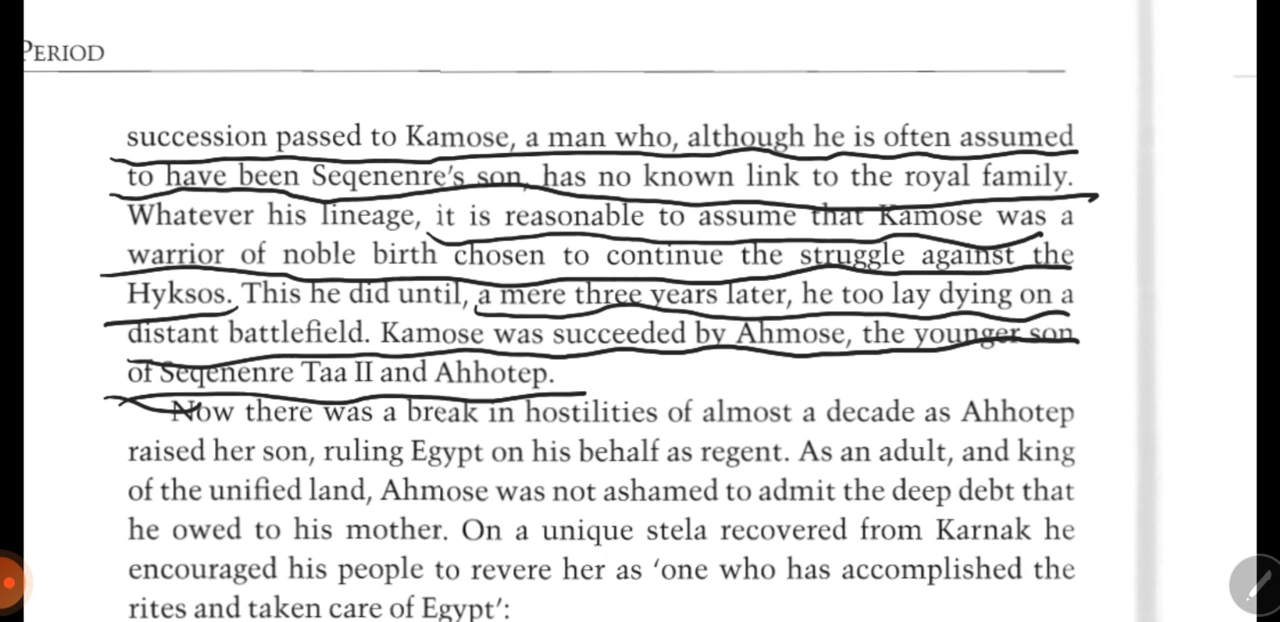 PERIOD
succession passed to Kamose, a man who, although he is often assumed
to have been Seqenenre's son, has no known link to the royal family.
Whatever his lineage, it is reasonable to assume that Kamose was a
warrior of noble birth chosen to continue the struggle against the
Hyksos. This he did until, a mere three years later, he too lay dying on a
distant battlefield. Kamose was succeeded by Ahmose, the younger son
of Seqenenre Taa II and Ahhotep.
Now there was a break in hostilities of almost a decade as Ahhotep
raised her son, ruling Egypt on his behalf as regent. As an adult, and king
of the unified land, Ahmose was not ashamed to admit the deep debt that
he owed to his mother. On a unique stela recovered from Karnak he
encouraged his people to revere her as 'one who has accomplished the
rites and taken care of Egypt':